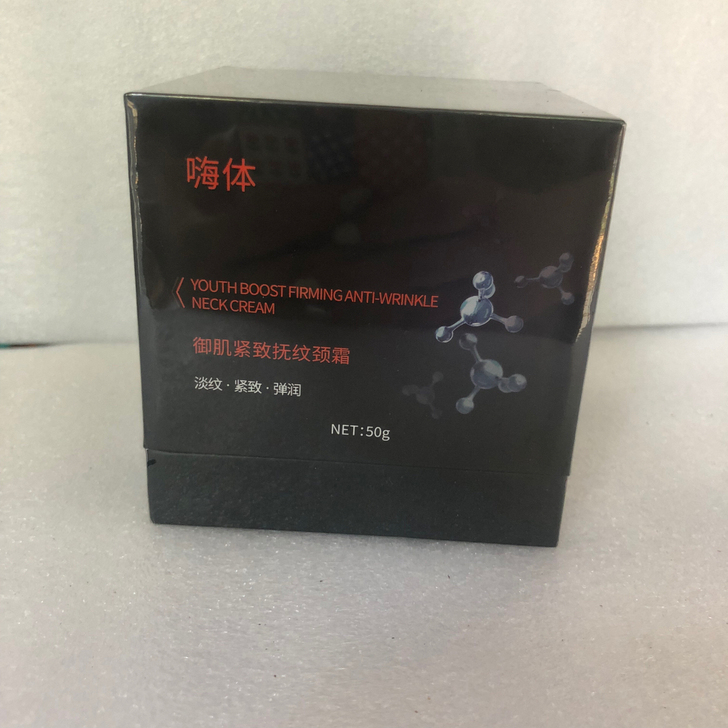 嗨体
YOUTH BOOST FIRMING ANTI-WRINKLE
NECK CREAM
御肌紧致抚纹颈霜
淡纹·紧致·弹润
NET:50g